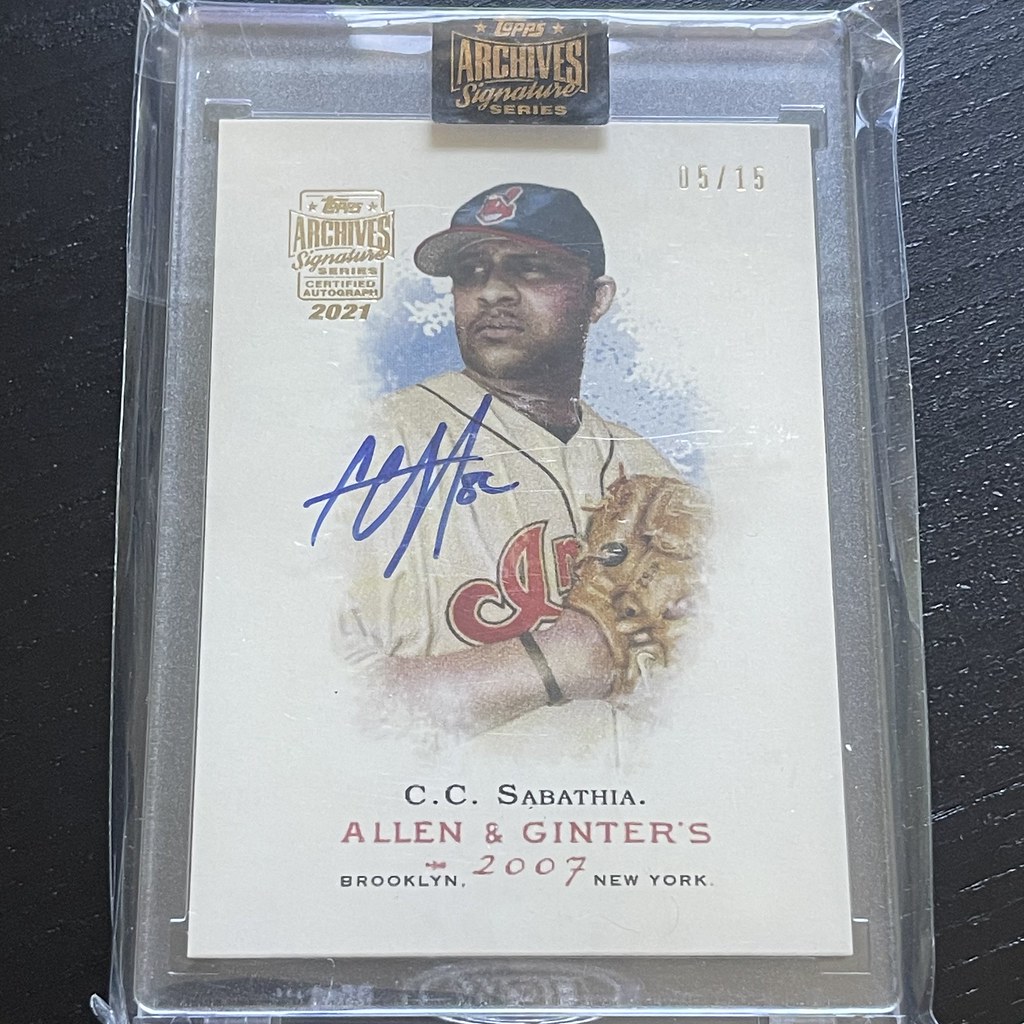 Topps
ARCHIVES
Signature
SERIES
05/15
Topps
ARCHIVES
Signature
SERIES
CERTIFIED
AUTOGRAPH
2021
In
C.C. SABATHIA.
ALLEN & GINTER'S
2007
BROOKLYN, NEW YORK.